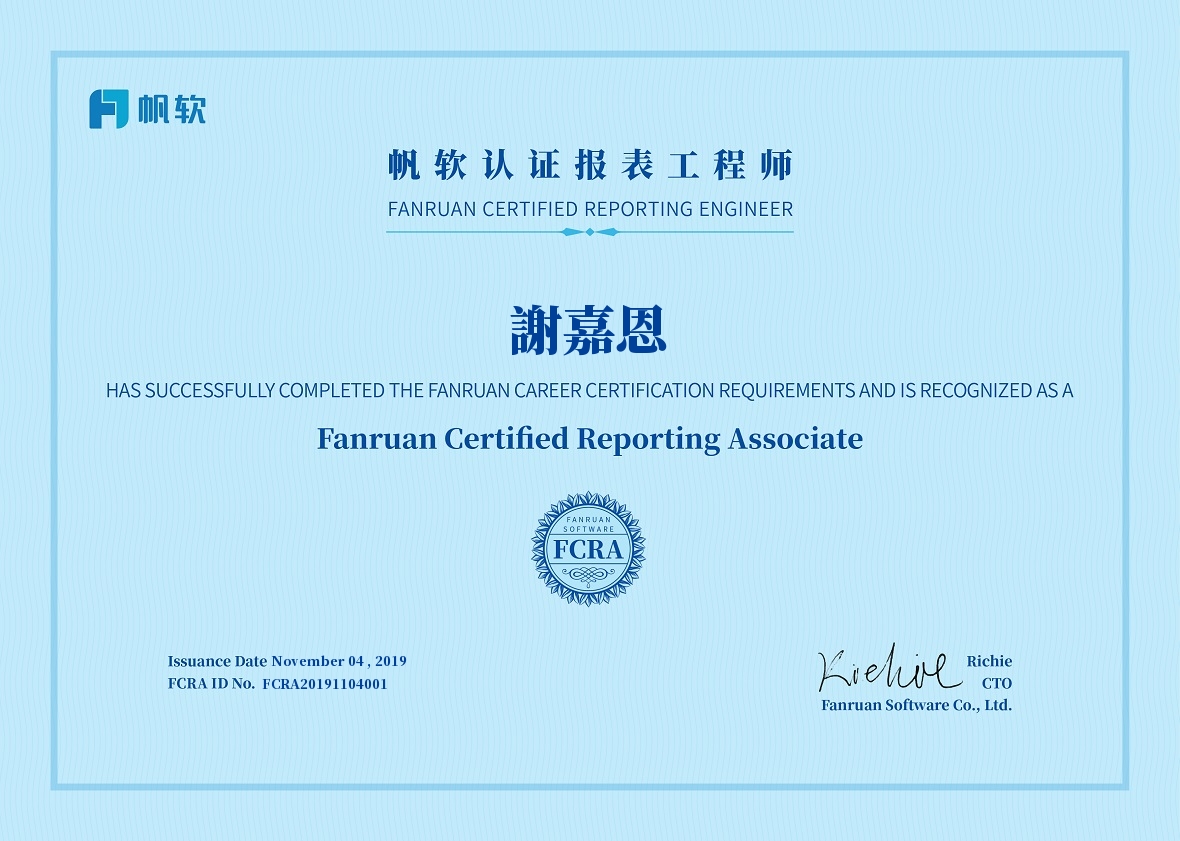 帆软
帆软认证报表工程师
FANRUAN CERTIFIED REPORTING ENGINEER
謝嘉恩
HAS SUCCESSFULLY COMPLETED THE FANRUAN CAREER CERTIFICATION REQUIREMENTS AND IS RECOGNIZED AS A
Fanruan Certified Reporting Associate
FANRUAN
SOFTWARE
FCRA
Issuance Date November 04 , 2019
FCRA ID No. FCRA20191104001
Richie
CTO
Fanruan Software Co., Ltd.